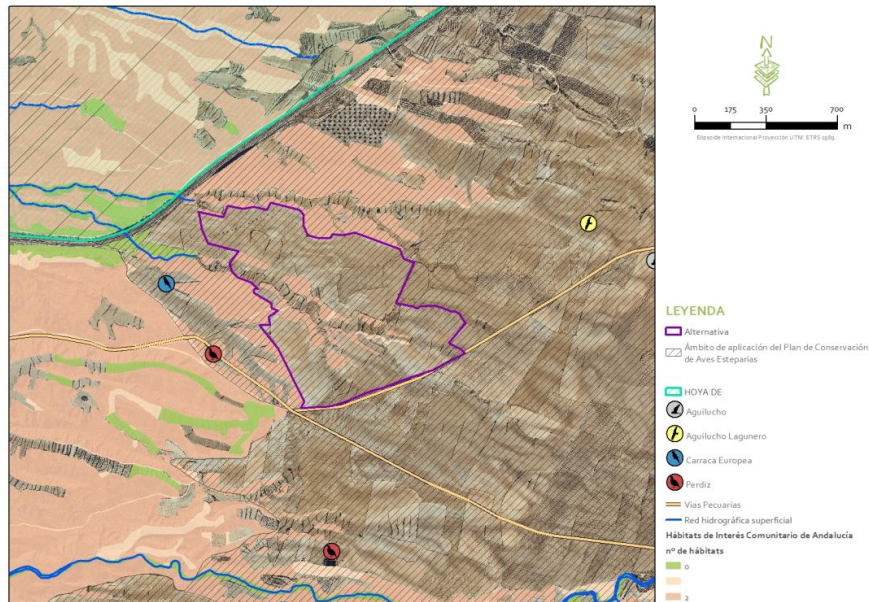 N
0 175 350 700
m
Elipsoide Internacional Proyección UTM. ETRS 1989.
LEYENDA
Alternativa
Ámbito de aplicación del Plan de Conservación
de Aves Esteparias
HOYA DE
Aguilucho
Aguilucho Lagunero
Carraca Europea
Perdiz
Vias Pecuarias
Red hidrográfica superficial
Hábitats de Interés Comunitario de Andalucía
nº de hábitats
0
2